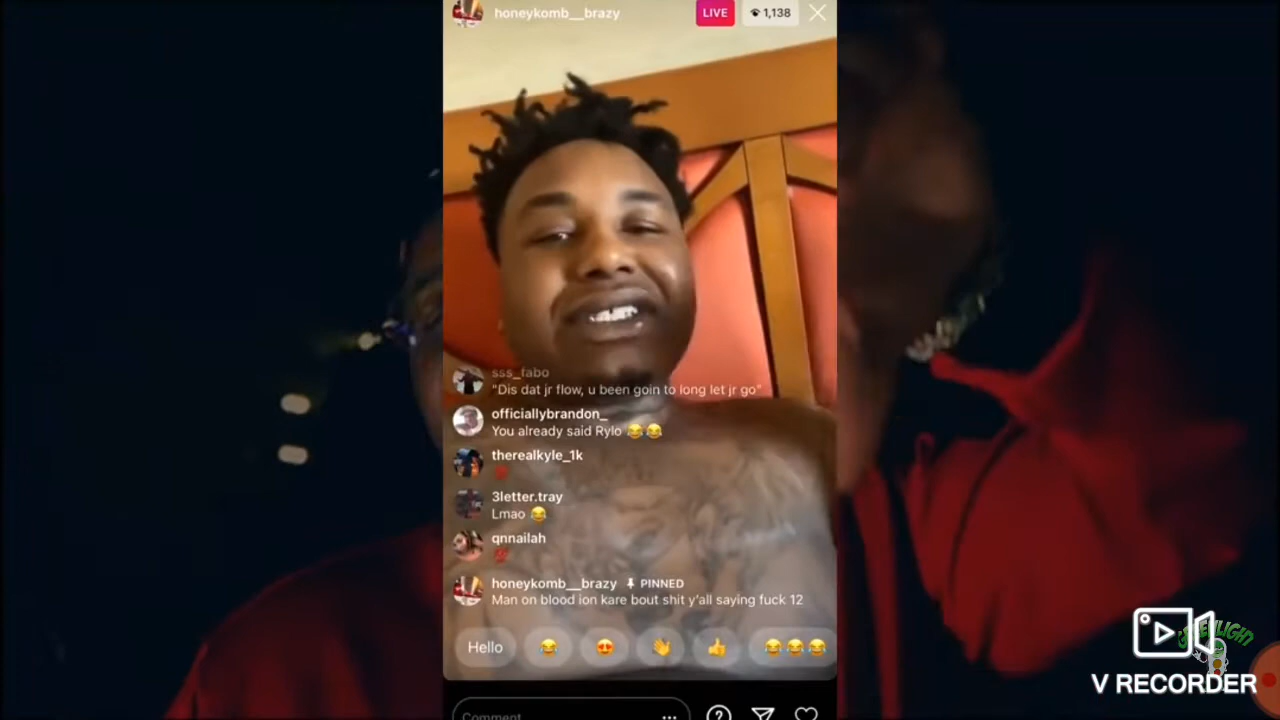 honeykomb__brazy
LIVE
1,138
sss_fabo
"Dis dat jr flow, u been goin to long let jr go"
officiallybrandon_
You already said Rylo 😂😂
therealkyle_1k
💯
3letter.tray
Lmao 😂
qnnailah
💯
honeykomb__brazy PINNED
Man on blood ion kare bout shit y'all saying fuck 12
Hello 😂 😍 👏 👍 😂😂😂
Comment
V RECORDER